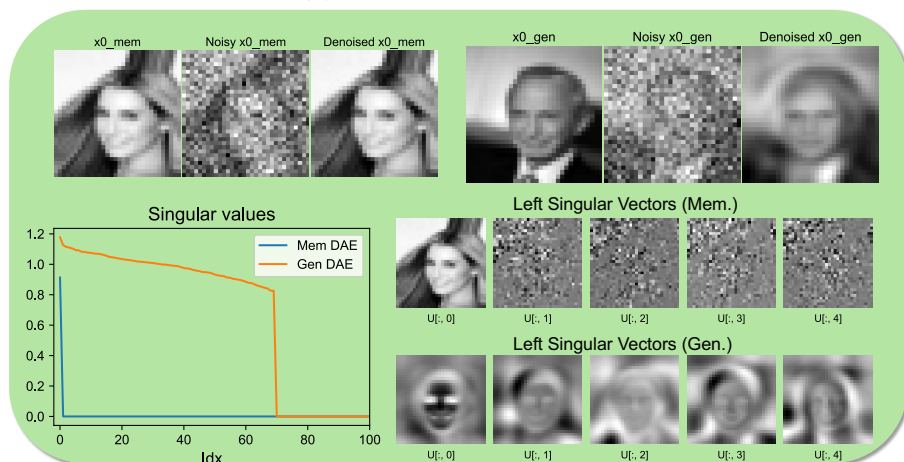 x0_mem Noisy x0_mem Denoised x0_mem
x0_gen Noisy x0_gen Denoised x0_gen
Singular values
1.2
1.0
0.8
0.6
0.4
0.2
0.0
Mem DAE
Gen DAE
0 20 40 60 80 100
Idx
Left Singular Vectors (Mem.)
U[:, 0] U[:, 1] U[:, 2] U[:, 3] U[:, 4]
Left Singular Vectors (Gen.)
U[:, 0] U[:, 1] U[:, 2] U[:, 3] U[:, 4]